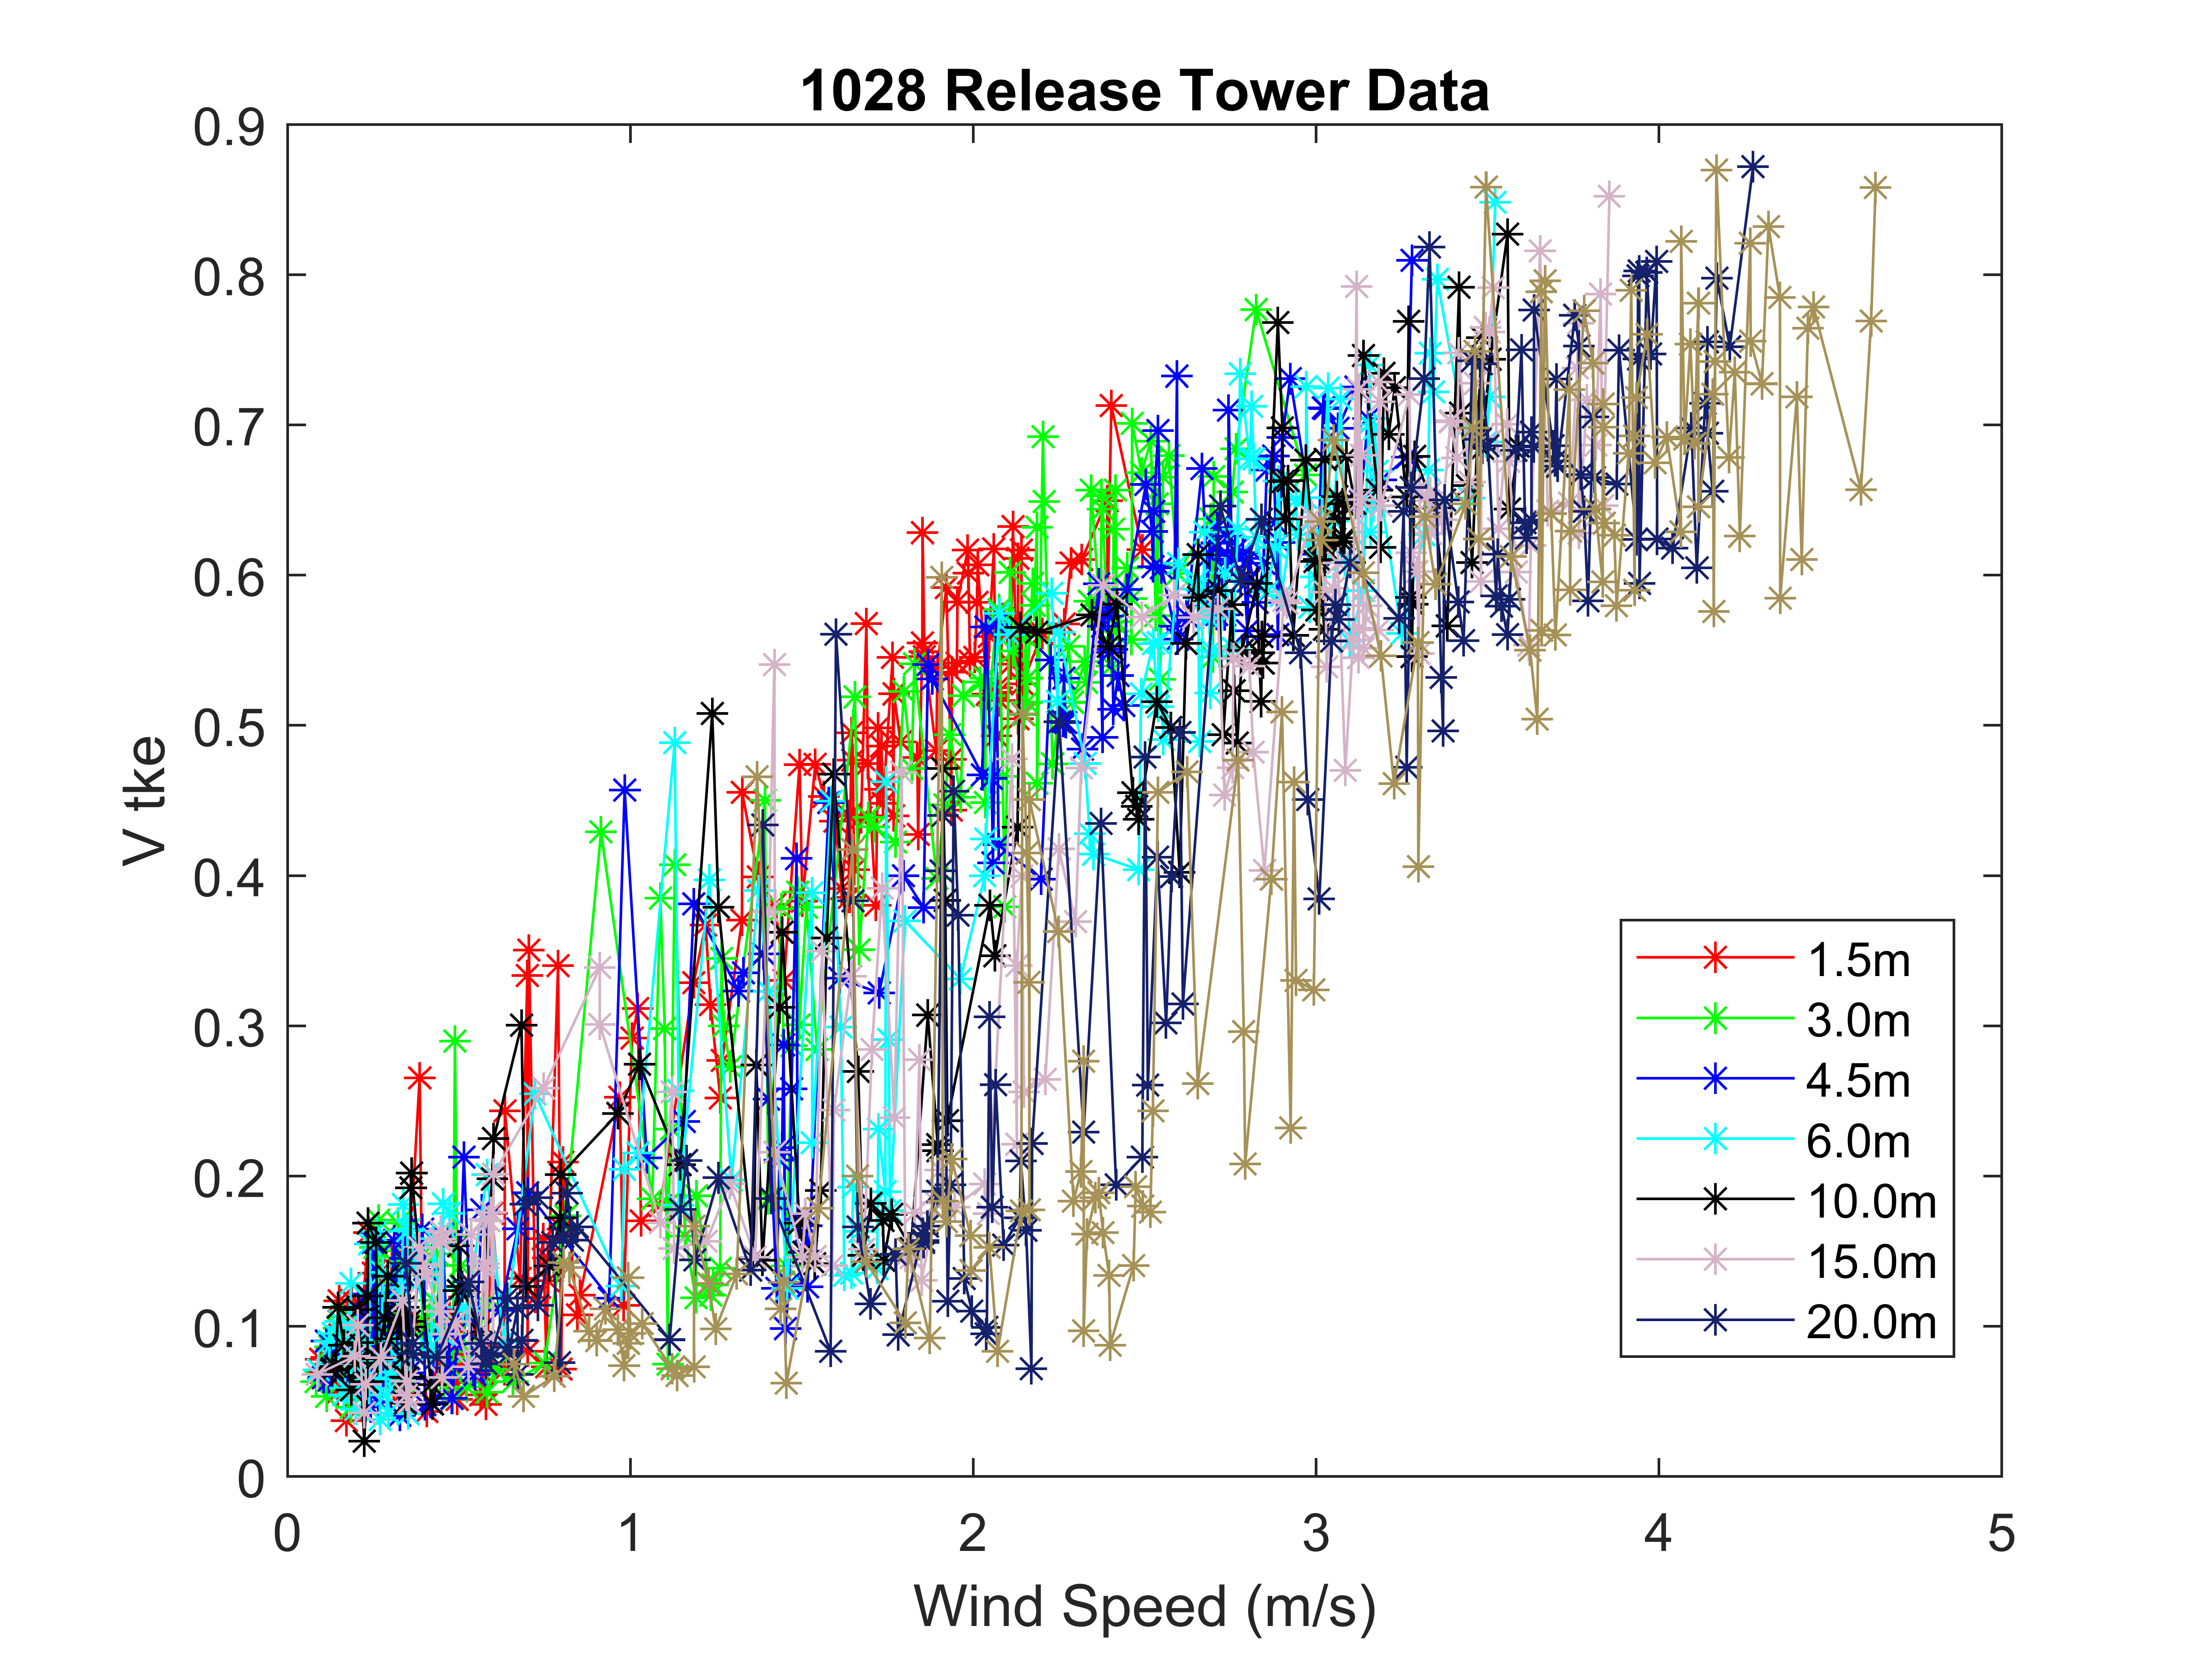 1028 Release Tower Data
0.9
0.8
0.7
0.6
0.5
0.4
0.3
0.2
0.1
0
V tke
1.5m
3.0m
4.5m
6.0m
10.0m
15.0m
20.0m
0 1 2 3 4 5
Wind Speed (m/s)